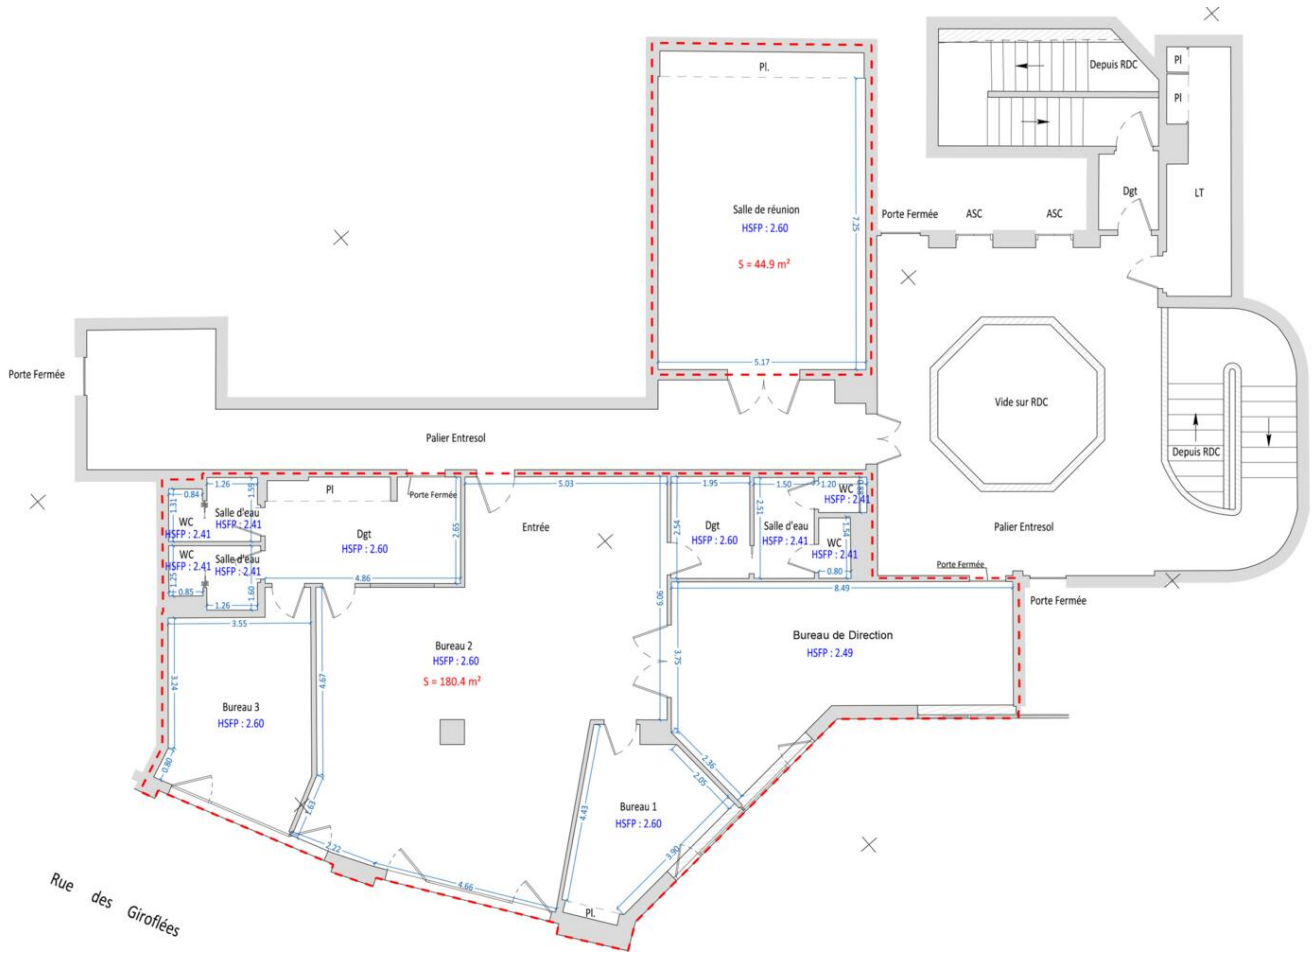 Depuis RDC
Pl
Pl
Pl.
Salle de réunion
HSFP : 2.60
S = 44.9 m²
7.25
5.17
Porte Fermée
ASC
ASC
Dgt
LT
Porte Fermée
Vide sur RDC
Palier Entresol
Depuis RDC
Palier Entresol
1.26
1.59
0.84
1.31
WC
HSFP : 2.41
Salle d'eau
HSFP : 2.41
Pl
Porte Fermée
Dgt
HSFP : 2.60
2.65
4.86
5.03
Entrée
1.95
2.54
Dgt
HSFP : 2.60
1.50
2.51
Salle d'eau
HSFP : 2.41
1.20
WC
HSFP : 2.41
1.54
WC
HSFP : 2.41
0.80
WC
HSFP : 2.41
1.25
0.85
Salle d'eau
HSFP : 2.41
1.60
1.26
Porte Fermée
Porte Fermée
8.49
6.06
3.75
Bureau de Direction
HSFP : 2.49
3.55
3.24
Bureau 3
HSFP : 2.60
0.80
4.67
1.63
Bureau 2
HSFP : 2.60
S = 180.4 m²
2.22
4.66
2.36
2.05
4.43
Bureau 1
HSFP : 2.60
3.90
Pl.
Rue des Giroflées